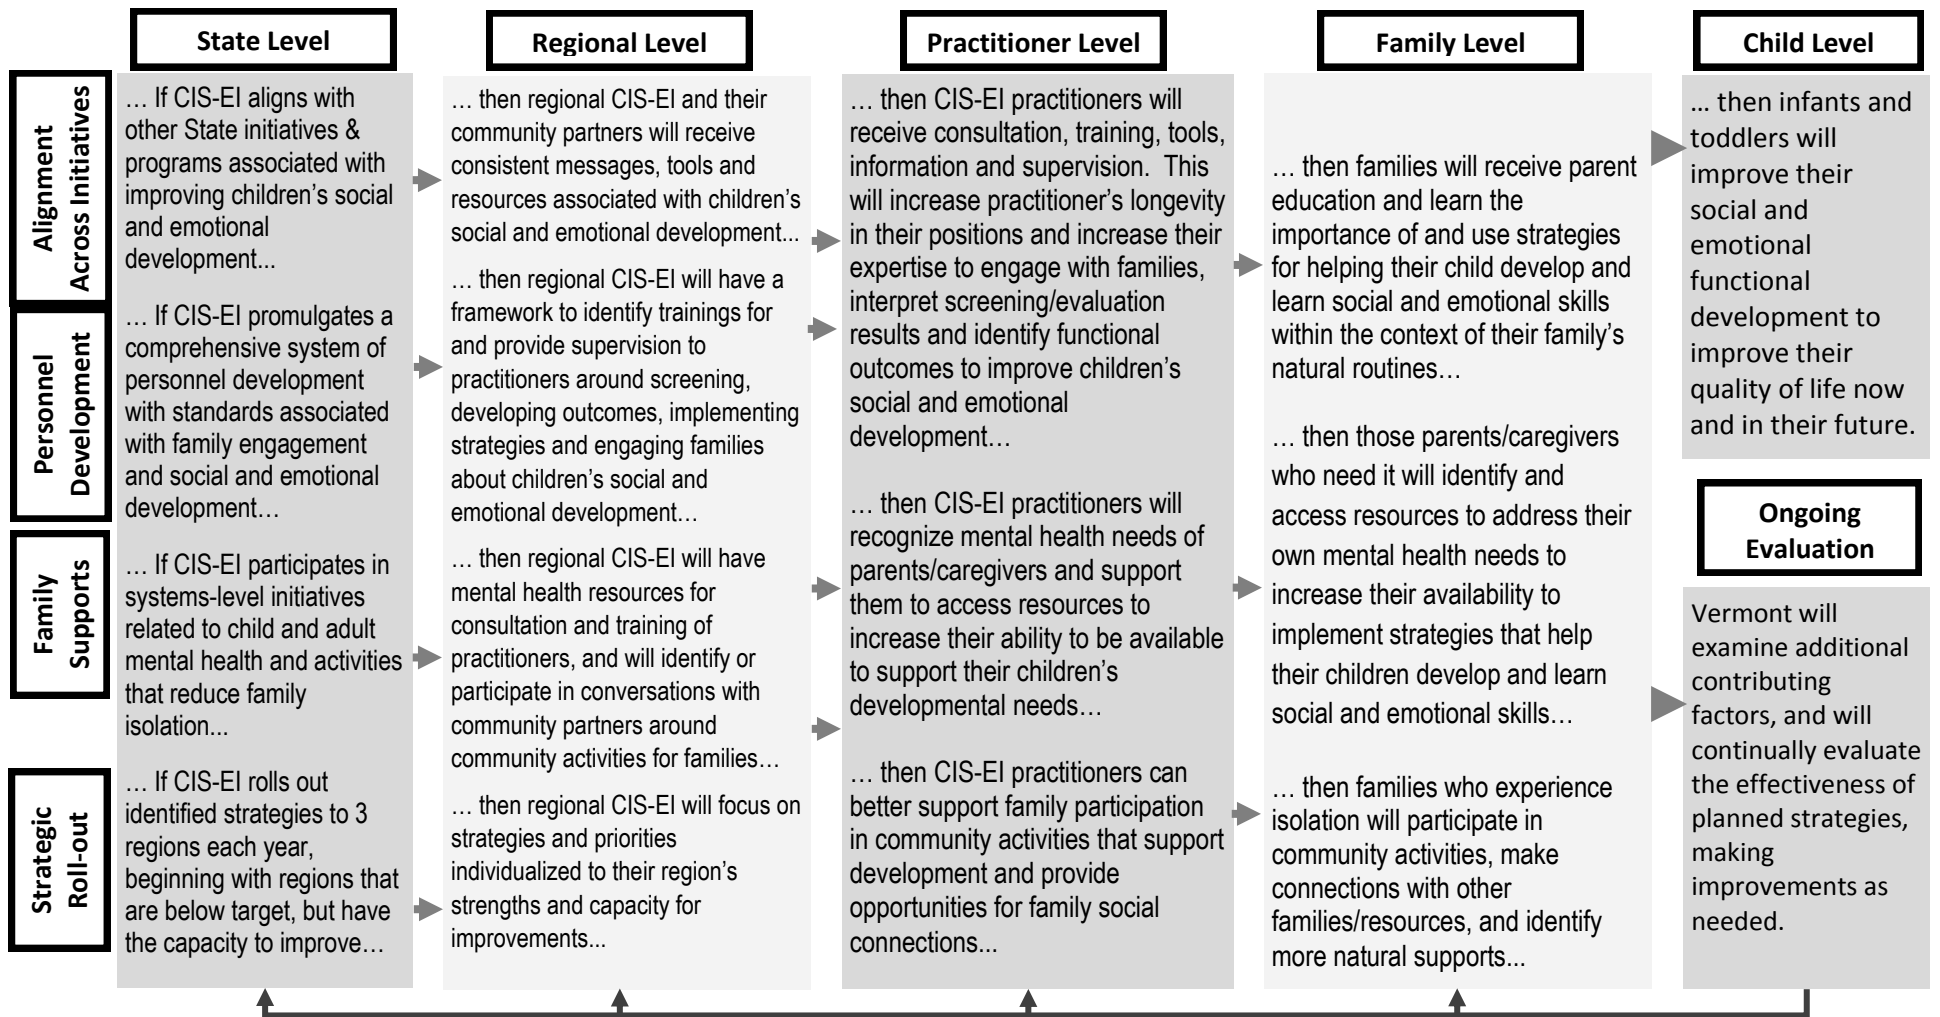 State Level
Regional Level
Practitioner Level
Family Level
Child Level
Alignment
Across Initiatives
Personnel
Development
Family
Supports
Strategic
Roll-out
… If CIS-EI aligns with
other State initiatives &
programs associated with
improving children’s social
and emotional
development...
… If CIS-EI promulgates a
comprehensive system of
personnel development
with standards associated
with family engagement
and social and emotional
development…
… If CIS-EI participates in
systems-level initiatives
related to child and adult
mental health and activities
that reduce family
isolation...
… If CIS-EI rolls out
identified strategies to 3
regions each year,
beginning with regions that
are below target, but have
the capacity to improve…
… then regional CIS-EI and their
community partners will receive
consistent messages, tools and
resources associated with children’s
social and emotional development...
… then regional CIS-EI will have a
framework to identify trainings for
and provide supervision to
practitioners around screening,
developing outcomes, implementing
strategies and engaging families
about children’s social and
emotional development…
… then regional CIS-EI will have
mental health resources for
consultation and training of
practitioners, and will identify or
participate in conversations with
community partners around
community activities for families…
… then regional CIS-EI will focus on
strategies and priorities
individualized to their region’s
strengths and capacity for
improvements...
… then CIS-EI practitioners will
receive consultation, training, tools,
information and supervision.  This
will increase practitioner’s longevity
in their positions and increase their
expertise to engage with families,
interpret screening/evaluation
results and identify functional
outcomes to improve children’s
social and emotional
development…
… then CIS-EI practitioners will
recognize mental health needs of
parents/caregivers and support
them to access resources to
increase their ability to be available
to support their children’s
developmental needs…
… then CIS-EI practitioners can
better support family participation
in community activities that support
development and provide
opportunities for family social
connections...
… then families will receive parent
education and learn the
importance of and use strategies
for helping their child develop and
learn social and emotional skills
within the context of their family’s
natural routines…
… then those parents/caregivers
who need it will identify and
access resources to address their
own mental health needs to
increase their availability to
implement strategies that help
their children develop and learn
social and emotional skills…
… then families who experience
isolation will participate in
community activities, make
connections with other
families/resources, and identify
more natural supports...
… then infants and
toddlers will
improve their
social and
emotional
functional
development to
improve their
quality of life now
and in their future.
Ongoing
Evaluation
Vermont will
examine additional
contributing
factors, and will
continually evaluate
the effectiveness of
planned strategies,
making
improvements as
needed.